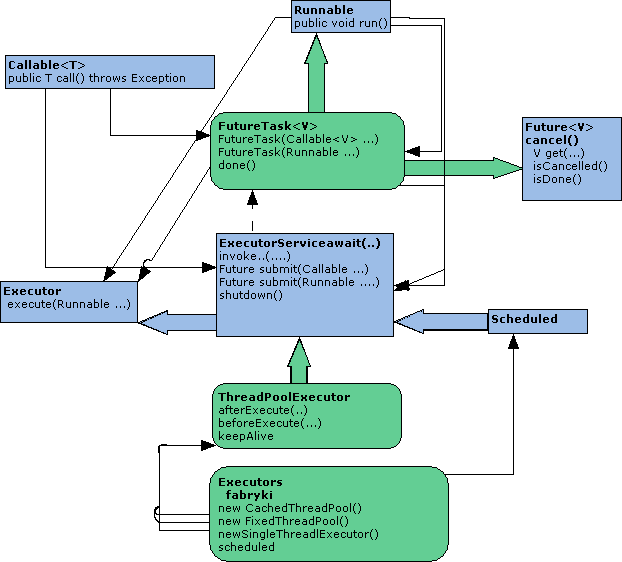 Runnable
public void run()
Callable<T>
public T call() throws Exception
FutureTask<V>
FutureTask(Callable<V> ...)
FutureTask(Runnable ...)
done()
Future<V>
cancel()
V get(...)
isCancelled()
isDone()
ExecutorServiceawait(..)
invoke..(....)
Future submit(Callable ...)
Future submit(Runnable ....)
shutdown()
Executor
execute(Runnable ...)
Scheduled
ThreadPoolExecutor
afterExecute(..)
beforeExecute(...)
keepAlive
Executors
fabryki
new CachedThreadPool()
new FixedThreadPool()
newSingleThreadlExecutor()
scheduled